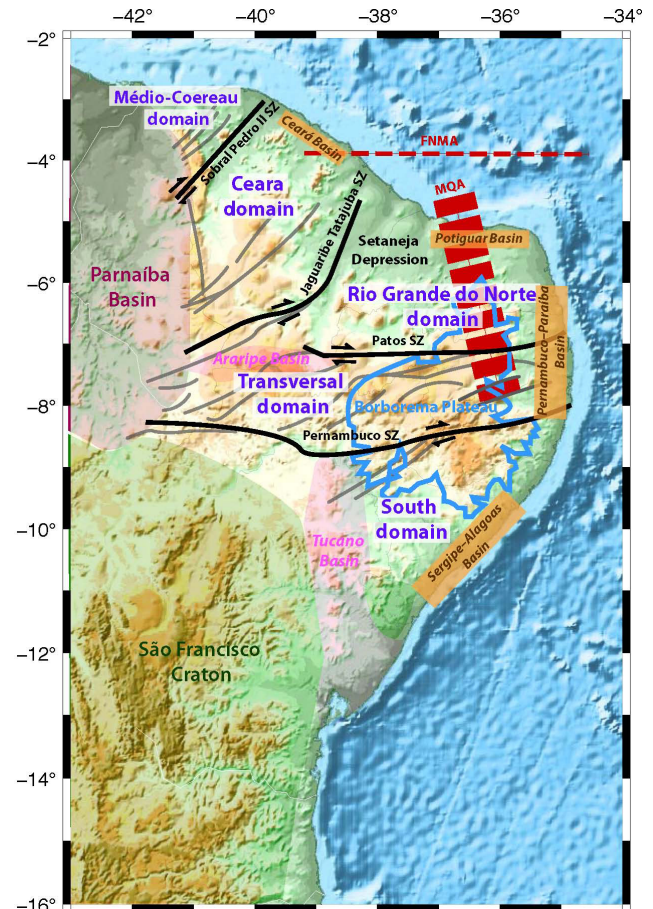 −42°
−40°
−38°
−36°
−34°
−2°
−4°
−6°
−8°
−10°
−12°
−14°
−16°
Médio-Coereau
domain
Sobral Pedro II SZ
Ceará Basin
FNMA
Ceara
domain
MQA
Jaguaribe Tatajuba SZ
Setaneja
Depression
Potiguar Basin
Parnaíba
Basin
Rio Grande do Norte
domain
Pernambuco-Paraiba
Basin
Patos SZ
Araripe Basin
Transversal
domain
Borborema Plateau
Pernambuco SZ
South
domain
Tucano
Basin
Sergipe-Alagoas
Basin
São Francisco
Craton